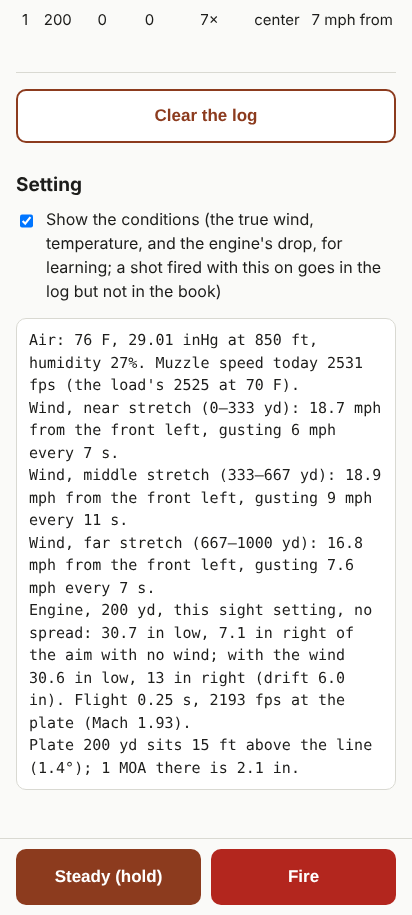 1 200 0 0 7× center 7 mph from
Clear the log
Setting
Show the conditions (the true wind,
temperature, and the engine's drop, for
learning; a shot fired with this on goes in the
log but not in the book)
Air: 76 F, 29.01 inHg at 850 ft,
humidity 27%. Muzzle speed today 2531
fps (the load's 2525 at 70 F).
Wind, near stretch (0–333 yd): 18.7 mph
from the front left, gusting 6 mph
every 7 s.
Wind, middle stretch (333–667 yd): 18.9
mph from the front left, gusting 9 mph
every 11 s.
Wind, far stretch (667–1000 yd): 16.8
mph from the front left, gusting 7.6
mph every 7 s.
Engine, 200 yd, this sight setting, no
spread: 30.7 in low, 7.1 in right of
the aim with no wind; with the wind
30.6 in low, 13 in right (drift 6.0
in). Flight 0.25 s, 2193 fps at the
plate (Mach 1.93).
Plate 200 yd sits 15 ft above the line
(1.4°); 1 MOA there is 2.1 in.
Steady (hold)
Fire